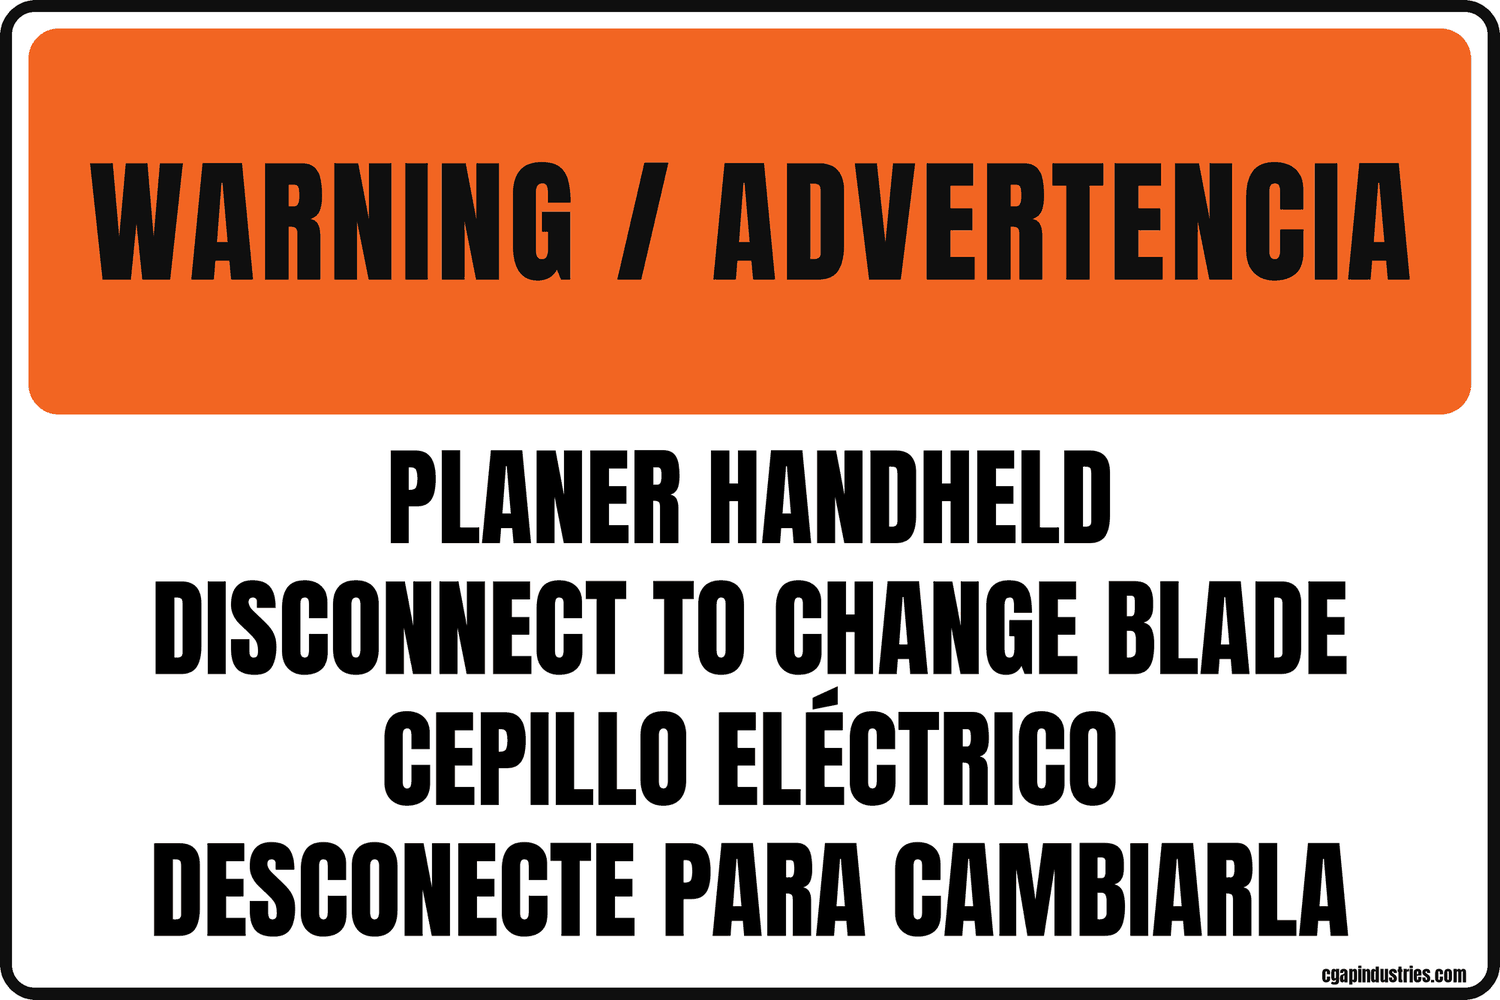 WARNING / ADVERTENCIA
PLANER HANDHELD
DISCONNECT TO CHANGE BLADE
CEPILLO ELÉCTRICO
DESCONECTE PARA CAMBIARLA
cgapindustries.com